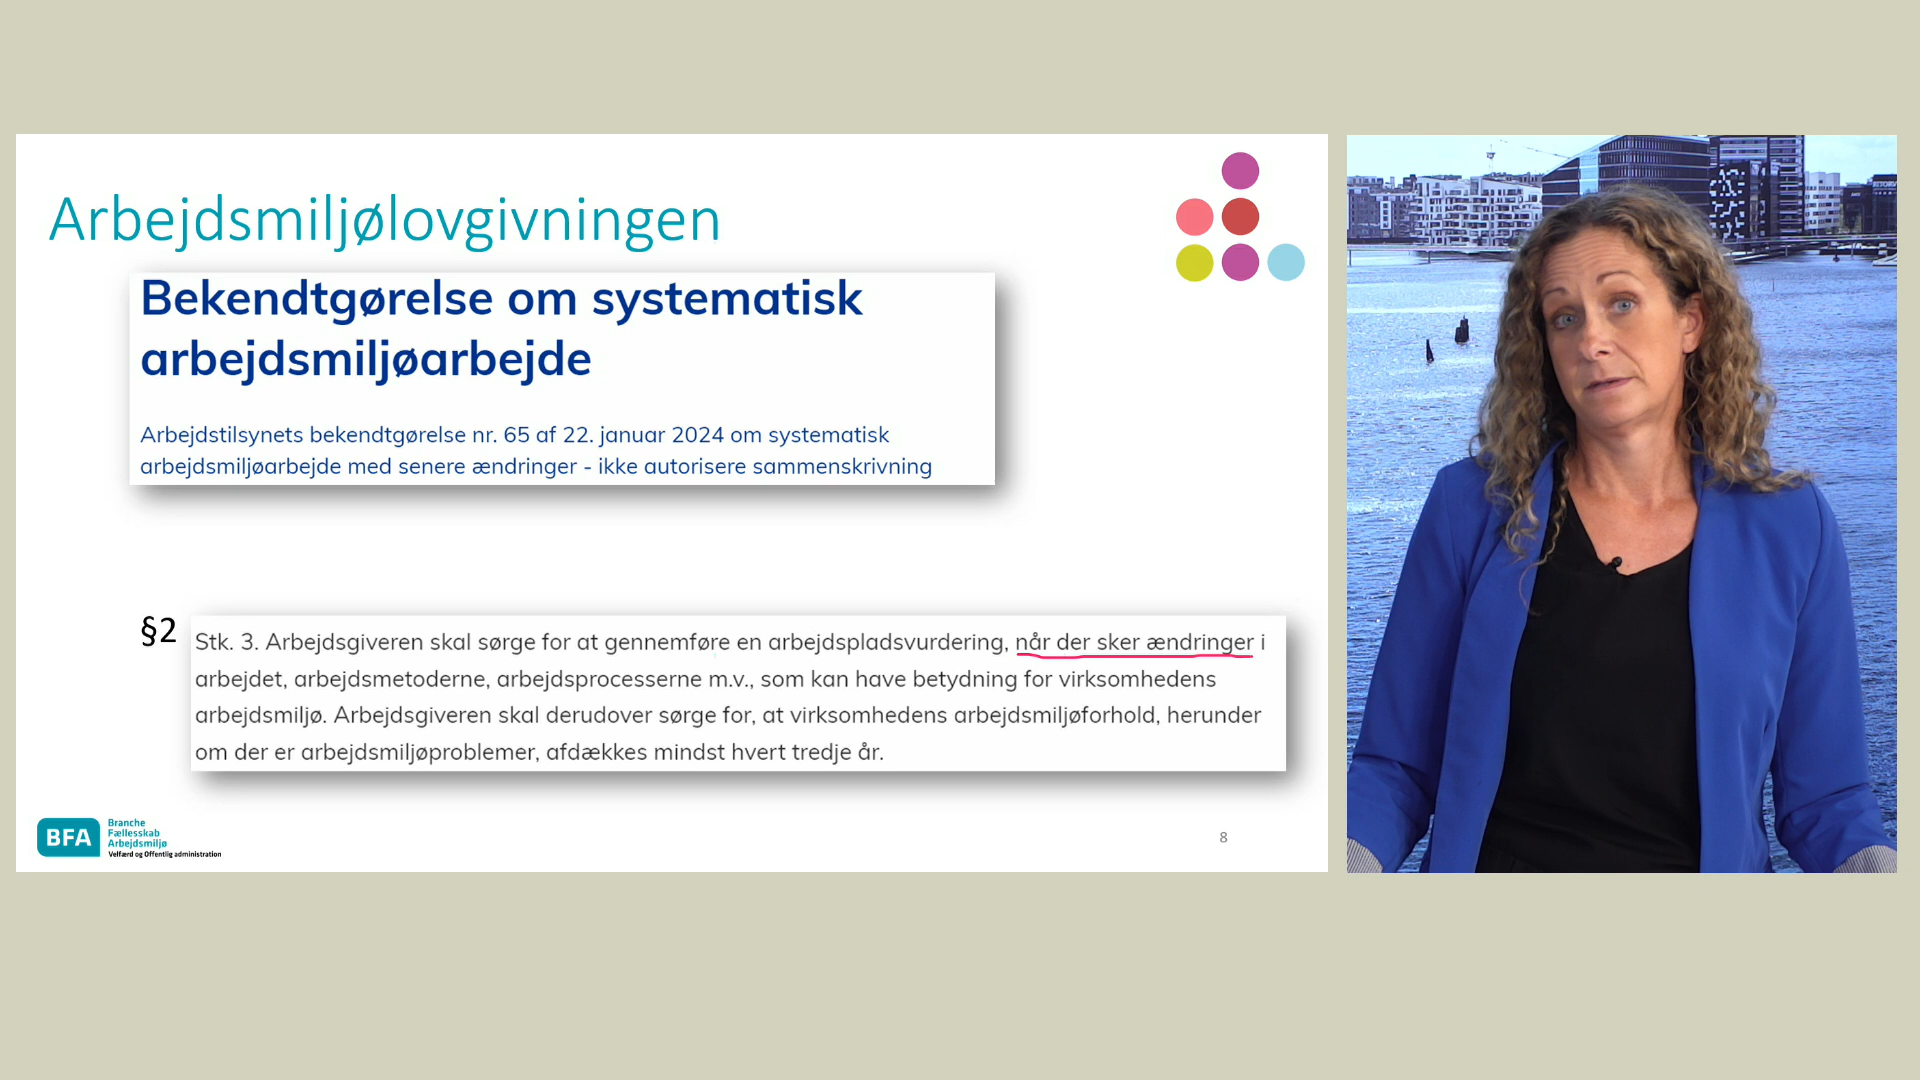 Arbejdsmiljølovgivningen
Bekendtgørelse om systematisk
arbejdsmiljøarbejde
Arbejdstilsynets bekendtgørelse nr. 65 af 22. januar 2024 om systematisk
arbejdsmiljøarbejde med senere ændringer - ikke autorisere sammenskrivning
§2
Stk. 3. Arbejdsgiveren skal sørge for at gennemføre en arbejdspladsvurdering, når der sker ændringer i
arbejdet, arbejdsmetoderne, arbejdsprocesserne m.v., som kan have betydning for virksomhedens
arbejdsmiljø. Arbejdsgiveren skal derudover sørge for, at virksomhedens arbejdsmiljøforhold, herunder
om der er arbejdsmiljøproblemer, afdækkes mindst hvert tredje år.
BFA
Branche
Fællesskab
Arbejdsmiljø
Velfærd og Offentlig administration
8